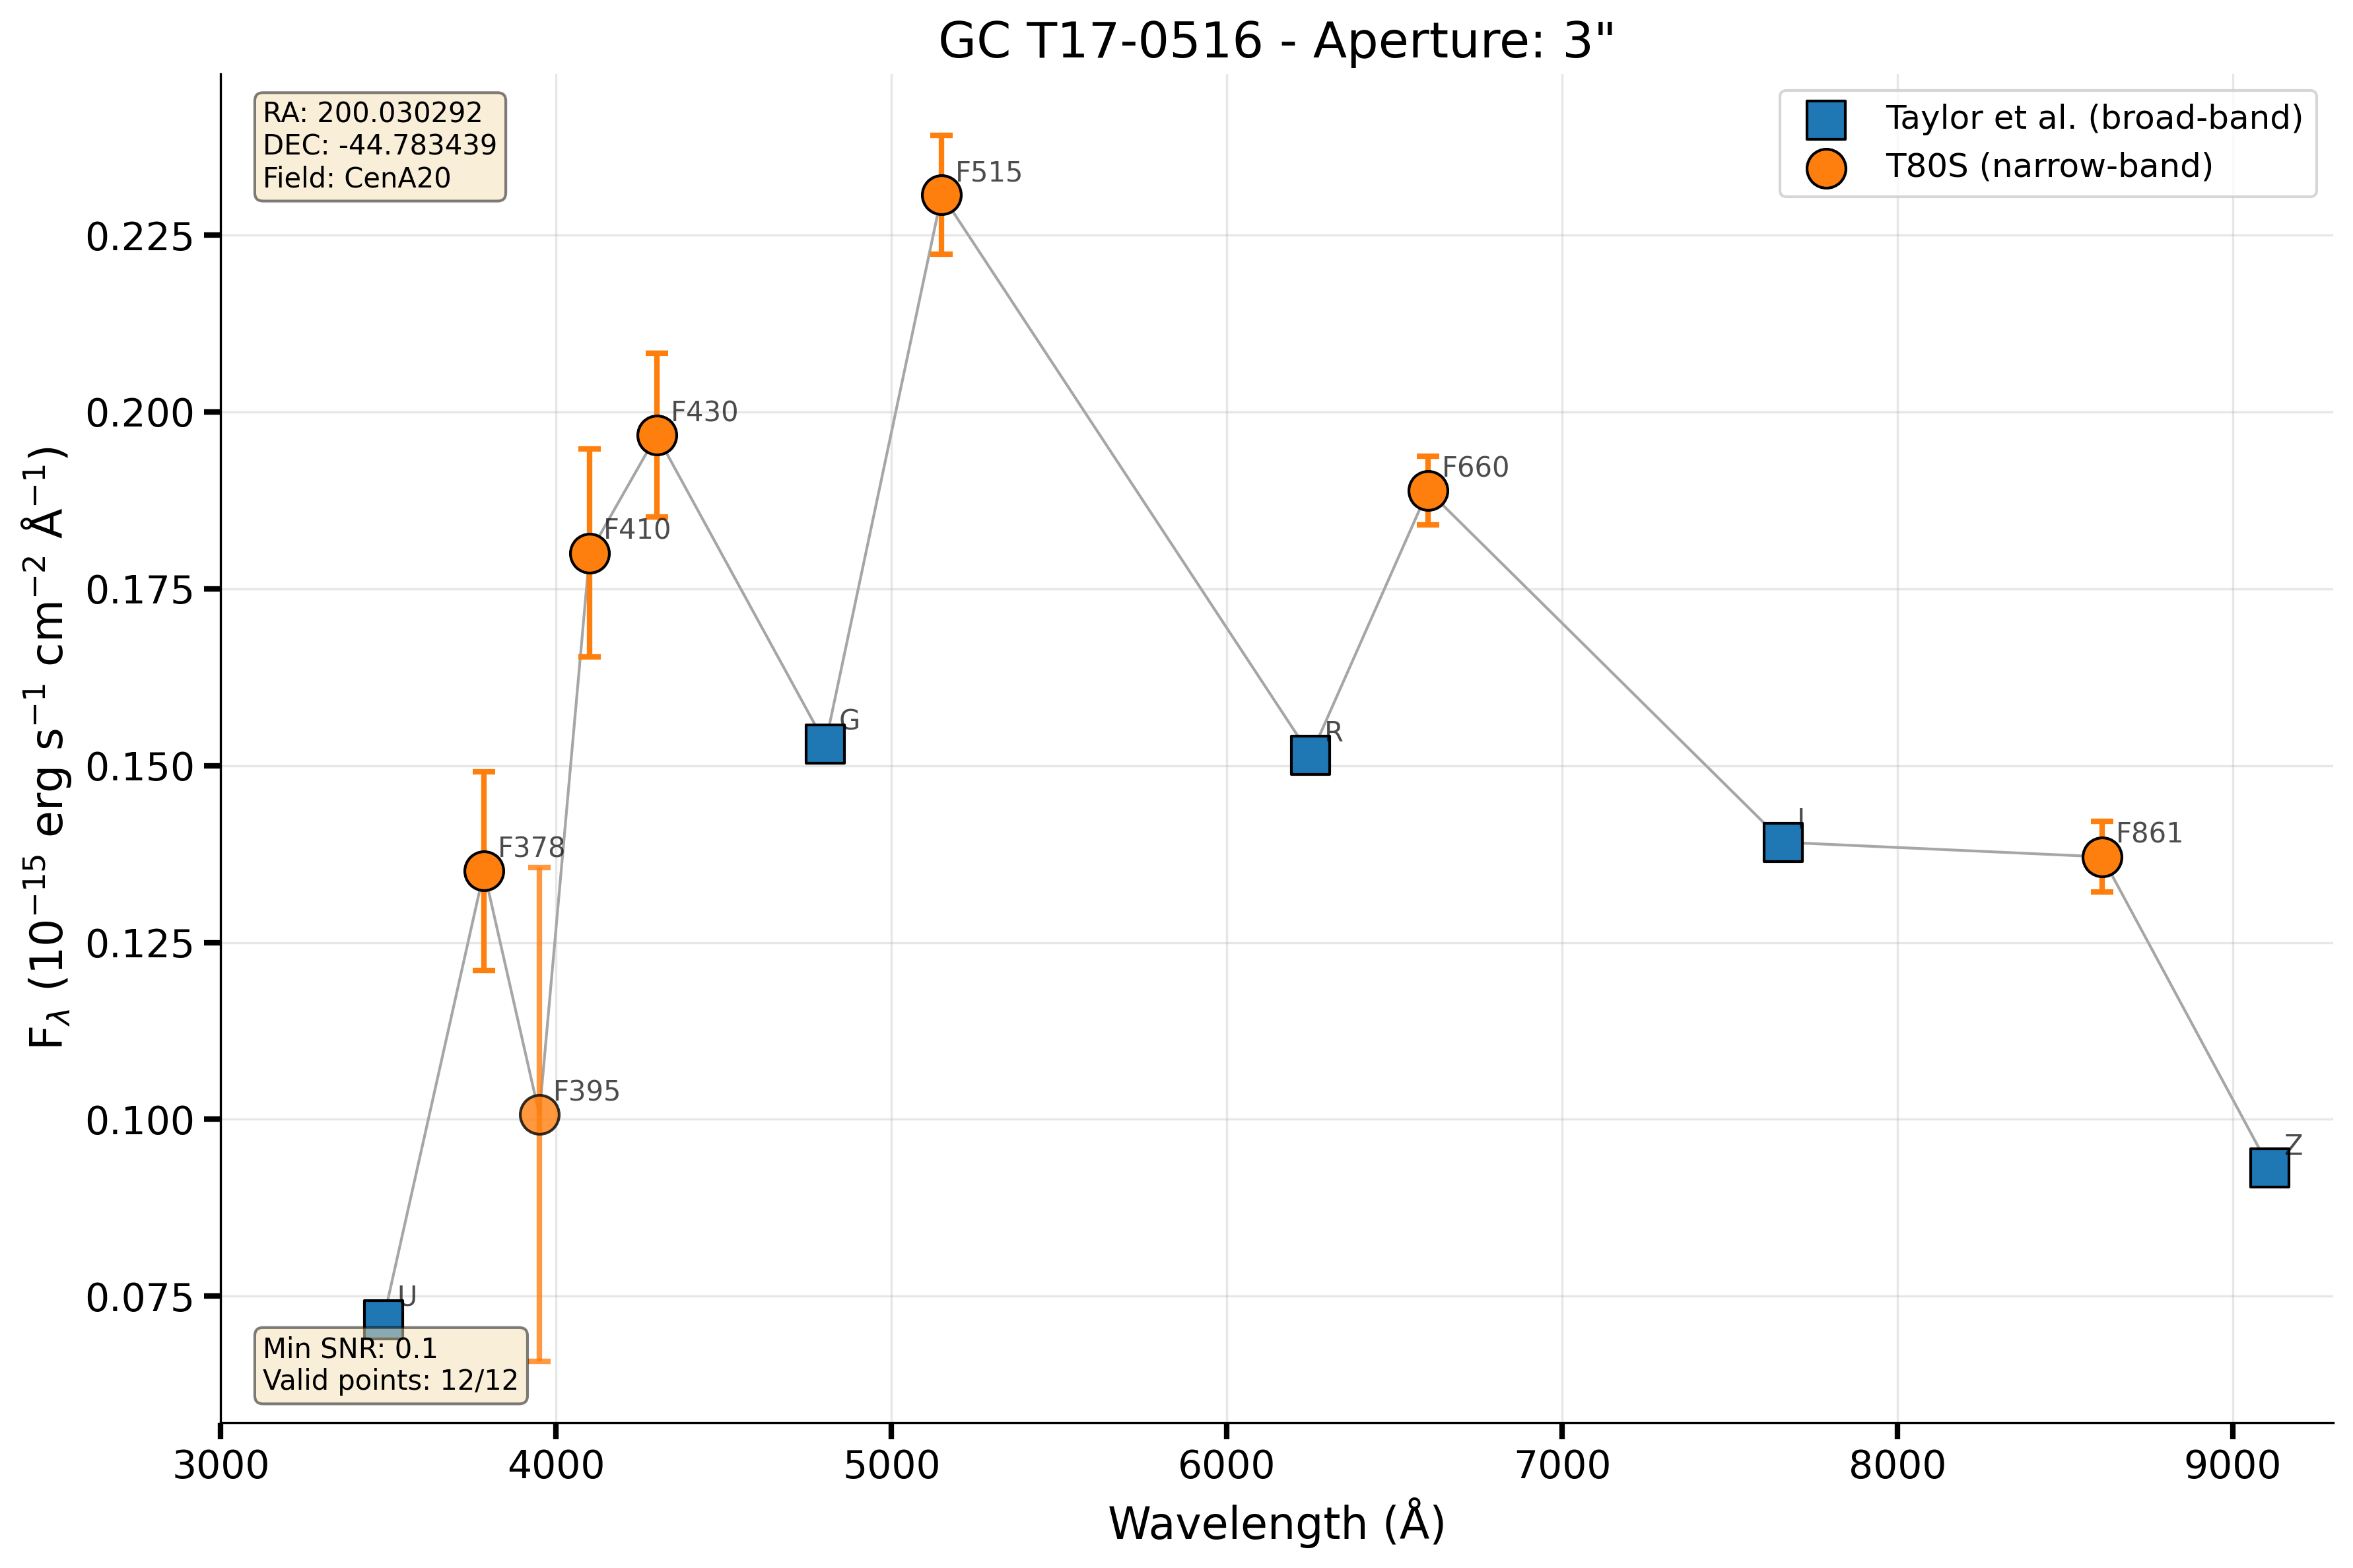 GC T17-0516 - Aperture: 3"
RA: 200.030292
DEC: -44.783439
Field: CenA20
Taylor et al. (broad-band)
T80S (narrow-band)
F515
F430
F410
F660
G
R
I
F378
F861
F395
Z
U
Min SNR: 0.1
Valid points: 12/12
0.225
0.200
0.175
0.150
0.125
0.100
0.075
F_λ (10^−15 erg s^−1 cm^−2 Å^−1)
3000 4000 5000 6000 7000 8000 9000
Wavelength (Å)